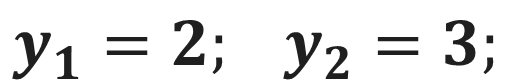 y₁ = 2;   y₂ = 3;